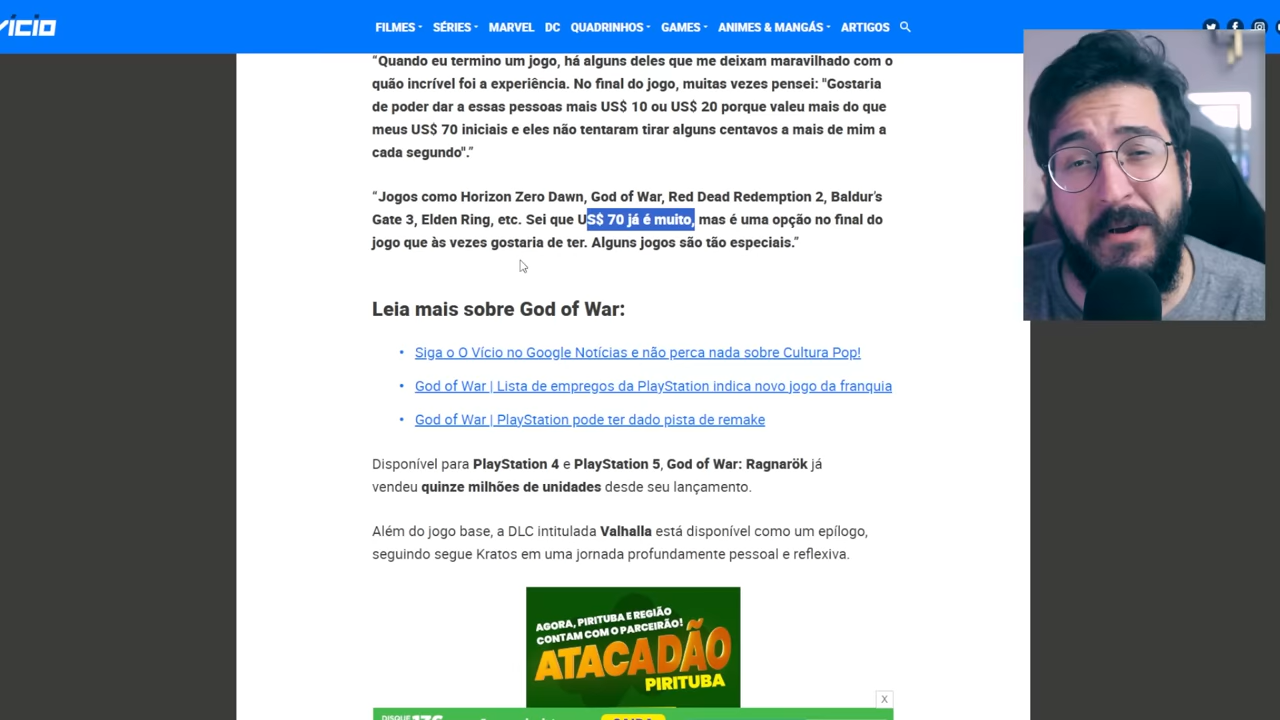 VÍCIO
FILMES SÉRIES MARVEL DC QUADRINHOS GAMES ANIMES & MANGÁS ARTIGOS
“Quando eu termino um jogo, há alguns deles que me deixam maravilhado com o
quão incrível foi a experiência. No final do jogo, muitas vezes pensei: "Gostaria
de poder dar a essas pessoas mais US$ 10 ou US$ 20 porque valeu mais do que
meus US$ 70 iniciais e eles não tentaram tirar alguns centavos a mais de mim a
cada segundo".”
“Jogos como Horizon Zero Dawn, God of War, Red Dead Redemption 2, Baldur’s
Gate 3, Elden Ring, etc. Sei que US$ 70 já é muito, mas é uma opção no final do
jogo que às vezes gostaria de ter. Alguns jogos são tão especiais.”
Leia mais sobre God of War:
• Siga o O Vício no Google Notícias e não perca nada sobre Cultura Pop!
• God of War | Lista de empregos da PlayStation indica novo jogo da franquia
• God of War | PlayStation pode ter dado pista de remake
Disponível para PlayStation 4 e PlayStation 5, God of War: Ragnarök já
vendeu quinze milhões de unidades desde seu lançamento.
Além do jogo base, a DLC intitulada Valhalla está disponível como um epílogo,
seguindo segue Kratos em uma jornada profundamente pessoal e reflexiva.
AGORA, PIRITUBA E REGIÃO
CONTAM COM O PARCEIRÃO!
ATACADÃO
PIRITUBA
X